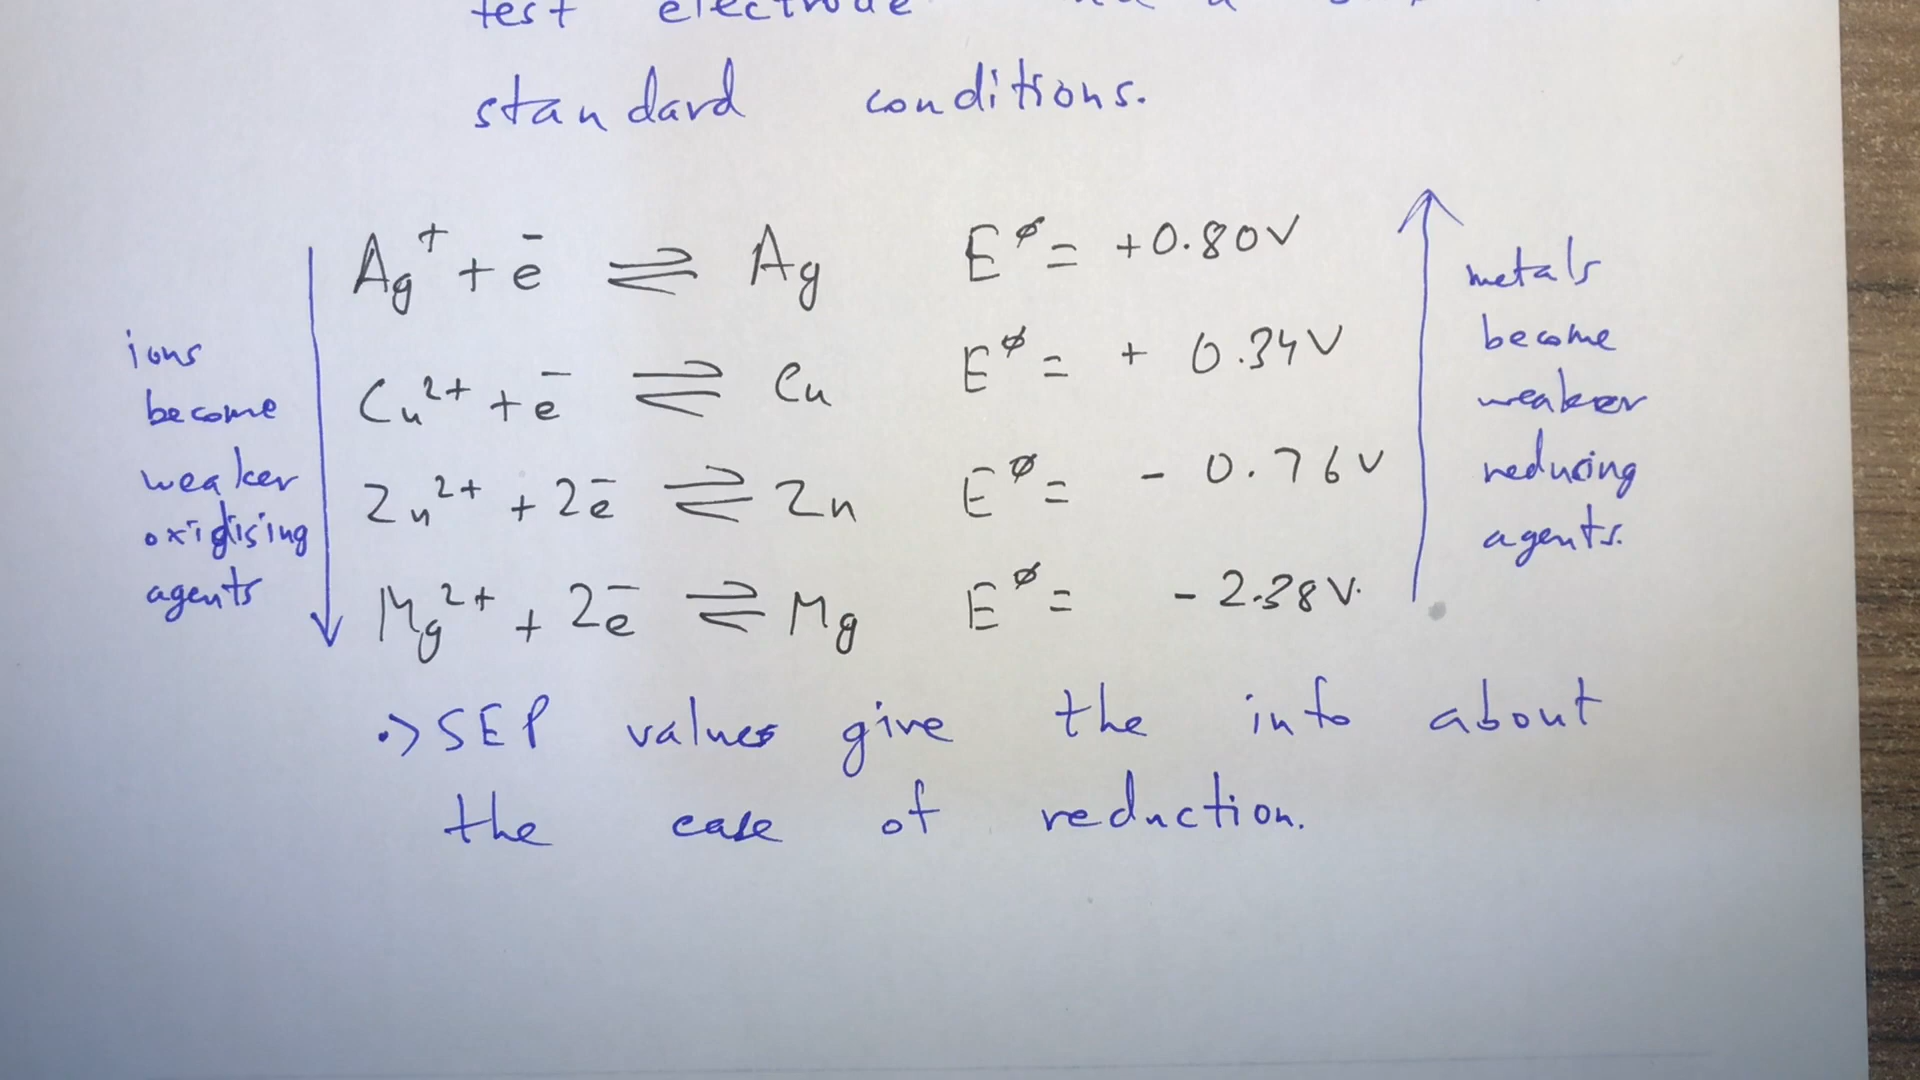 test electrode
standard conditions.
Ag⁺ + e⁻ ⇌ Ag E⦵ = +0.80V
Cu²⁺ + e⁻ ⇌ Cu E⦵ = + 0.34V
Zn²⁺ + 2e⁻ ⇌ Zn E⦵ = - 0.76V
Mg²⁺ + 2e⁻ ⇌ Mg E⦵ = - 2.38V.
ions
become
weaker
oxidising
agents
metals
become
weaker
reducing
agents.
•> SEP values give the info about
the ease of reduction.